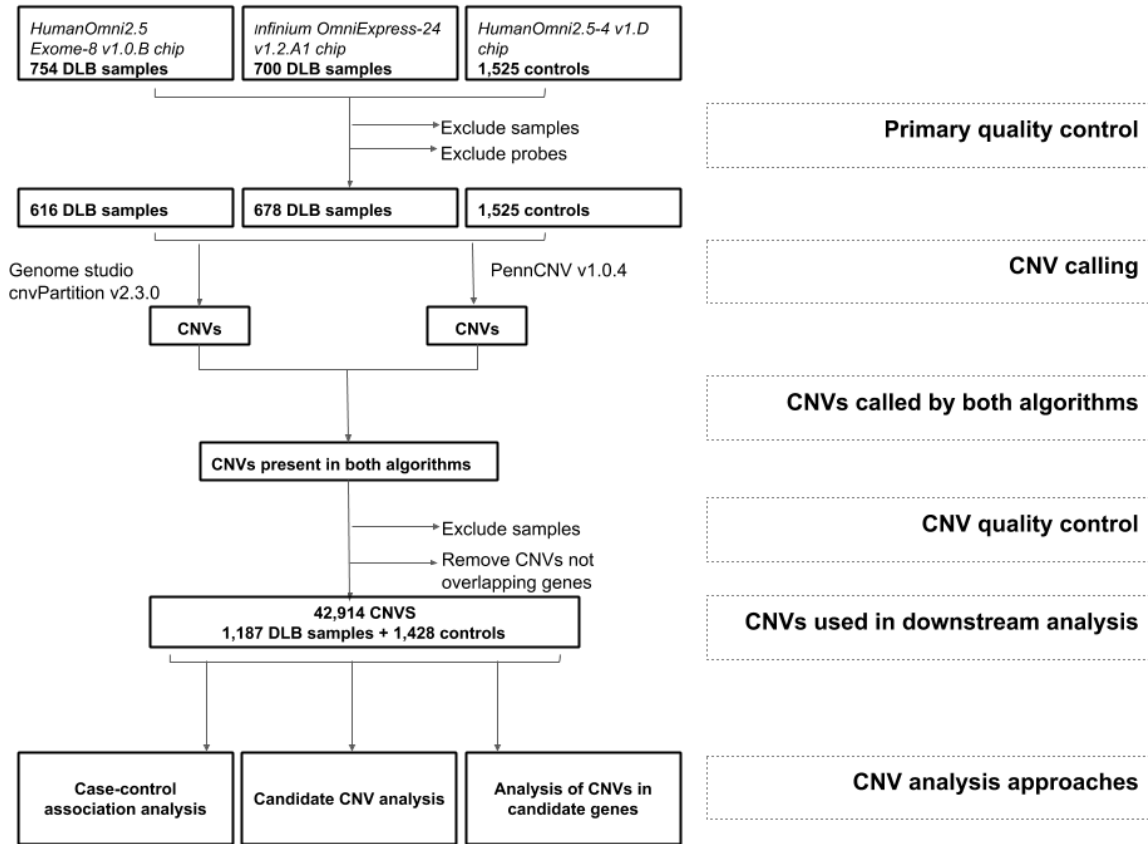 HumanOmni2.5
Exome-8 v1.0.B chip
754 DLB samples
Infinium OmniExpress-24
v1.2.A1 chip
700 DLB samples
HumanOmni2.5-4 v1.D
chip
1,525 controls
Exclude samples
Exclude probes
Primary quality control
616 DLB samples
678 DLB samples
1,525 controls
Genome studio
cnvPartition v2.3.0
PennCNV v1.0.4
CNV calling
CNVs
CNVs
CNVs called by both algorithms
CNVs present in both algorithms
Exclude samples
Remove CNVs not
overlapping genes
CNV quality control
42,914 CNVS
1,187 DLB samples + 1,428 controls
CNVs used in downstream analysis
Case-control
association analysis
Candidate CNV analysis
Analysis of CNVs in
candidate genes
CNV analysis approaches